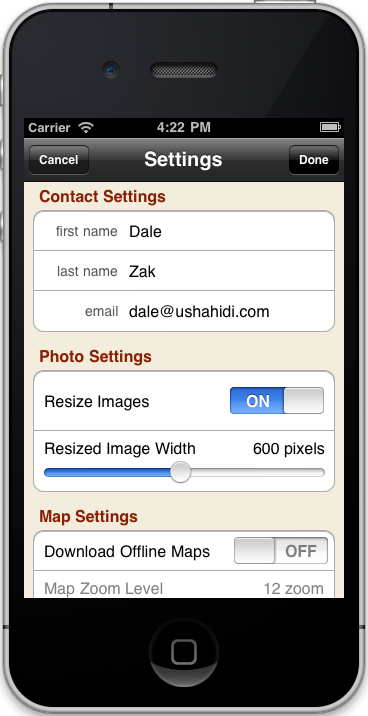 Carrier 4:22 PM
Cancel Settings Done
Contact Settings
first name Dale
last name Zak
email dale@ushahidi.com
Photo Settings
Resize Images ON
Resized Image Width 600 pixels
Map Settings
Download Offline Maps OFF
Map Zoom Level 12 zoom